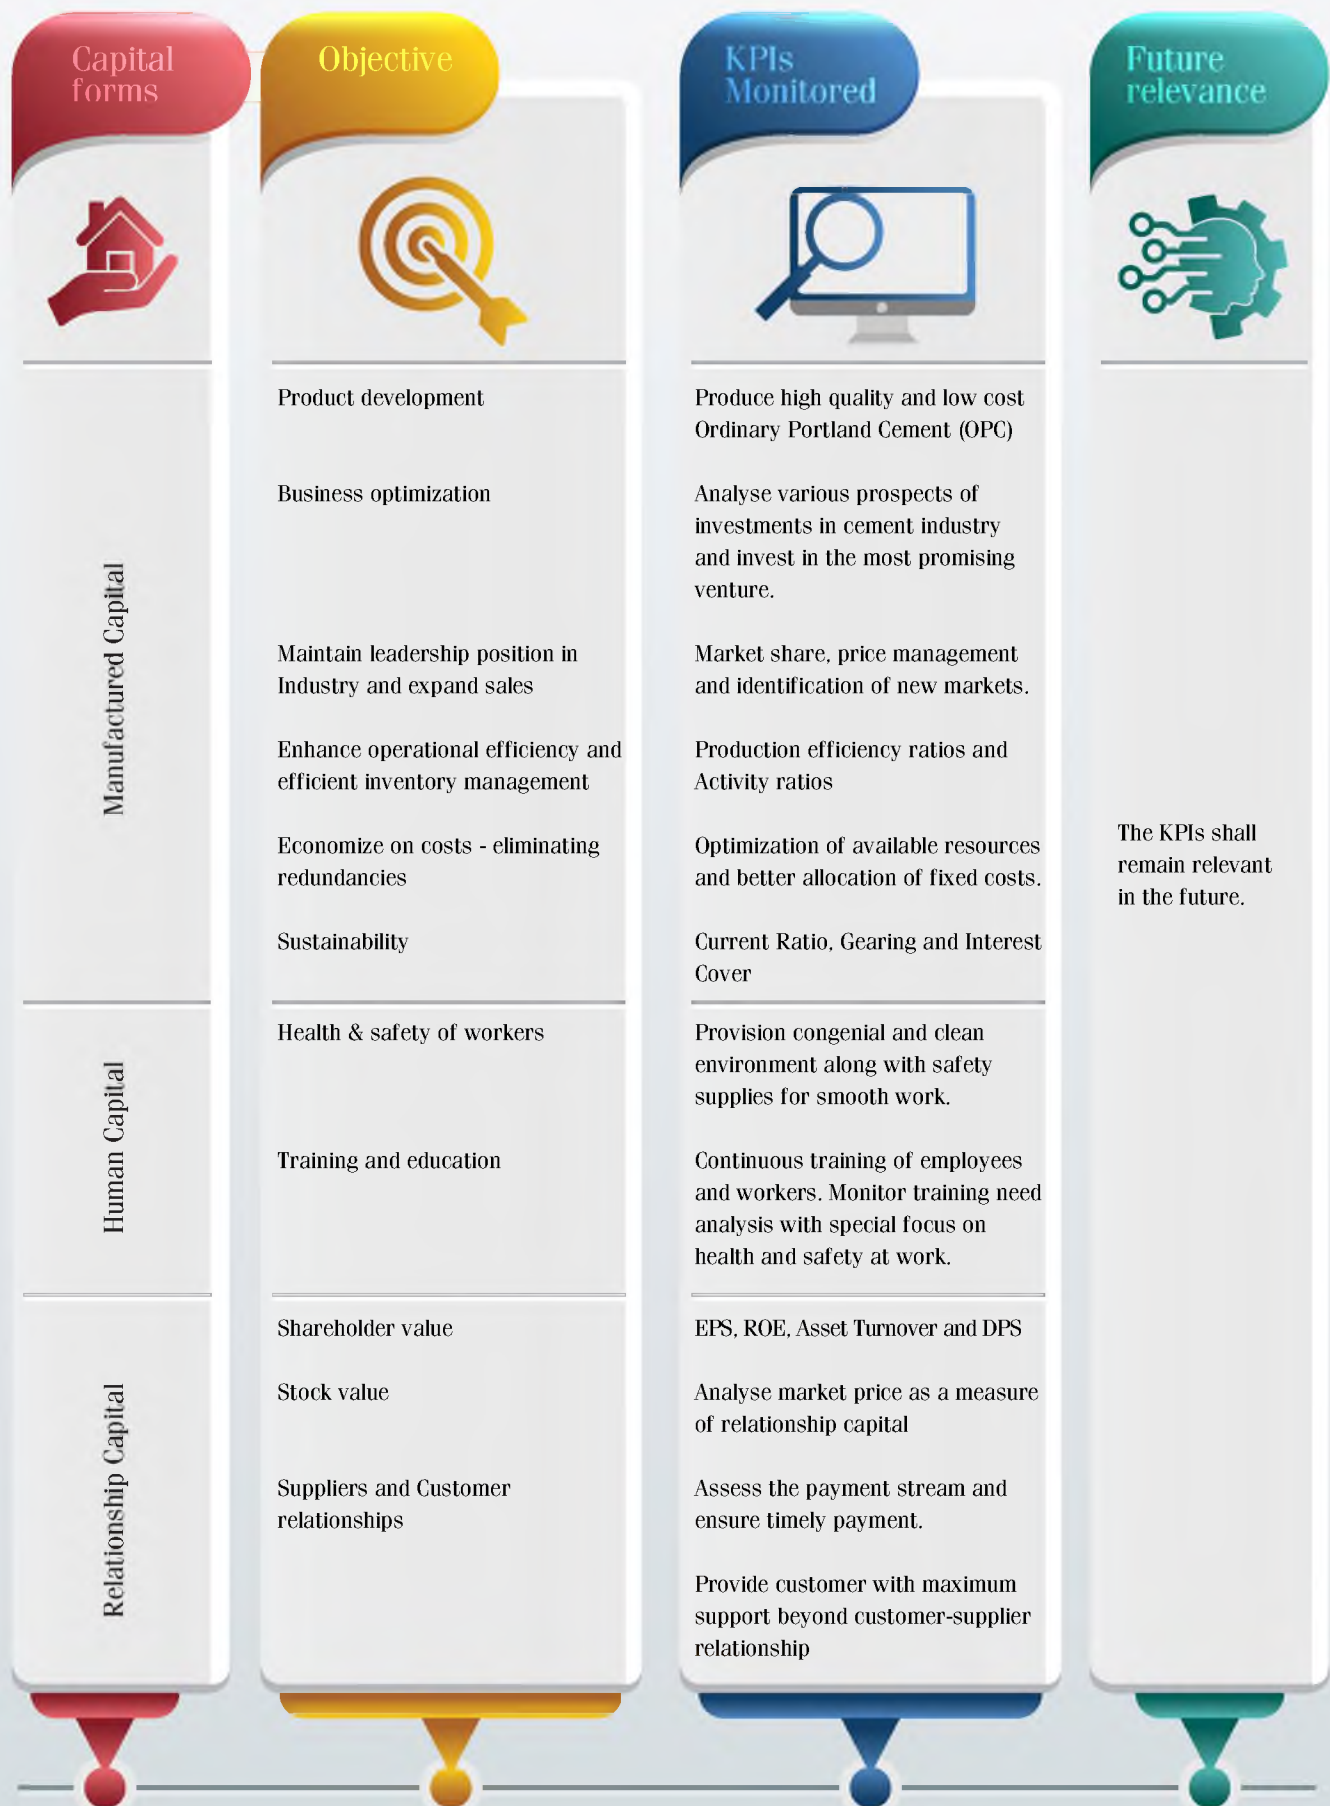 Capital
forms
Objective
KPIs
Monitored
Future
relevance
Manufactured Capital
Product development
Produce high quality and low cost
Ordinary Portland Cement (OPC)
Business optimization
Analyse various prospects of
investments in cement industry
and invest in the most promising
venture.
Maintain leadership position in
Industry and expand sales
Market share, price management
and identification of new markets.
Enhance operational efficiency and
efficient inventory management
Production efficiency ratios and
Activity ratios
Economize on costs - eliminating
redundancies
Optimization of available resources
and better allocation of fixed costs.
Sustainability
Current Ratio, Gearing and Interest
Cover
The KPIs shall
remain relevant
in the future.
Human Capital
Health & safety of workers
Provision congenial and clean
environment along with safety
supplies for smooth work.
Training and education
Continuous training of employees
and workers. Monitor training need
analysis with special focus on
health and safety at work.
Relationship Capital
Shareholder value
EPS, ROE, Asset Turnover and DPS
Stock value
Analyse market price as a measure
of relationship capital
Suppliers and Customer
relationships
Assess the payment stream and
ensure timely payment.
Provide customer with maximum
support beyond customer-supplier
relationship